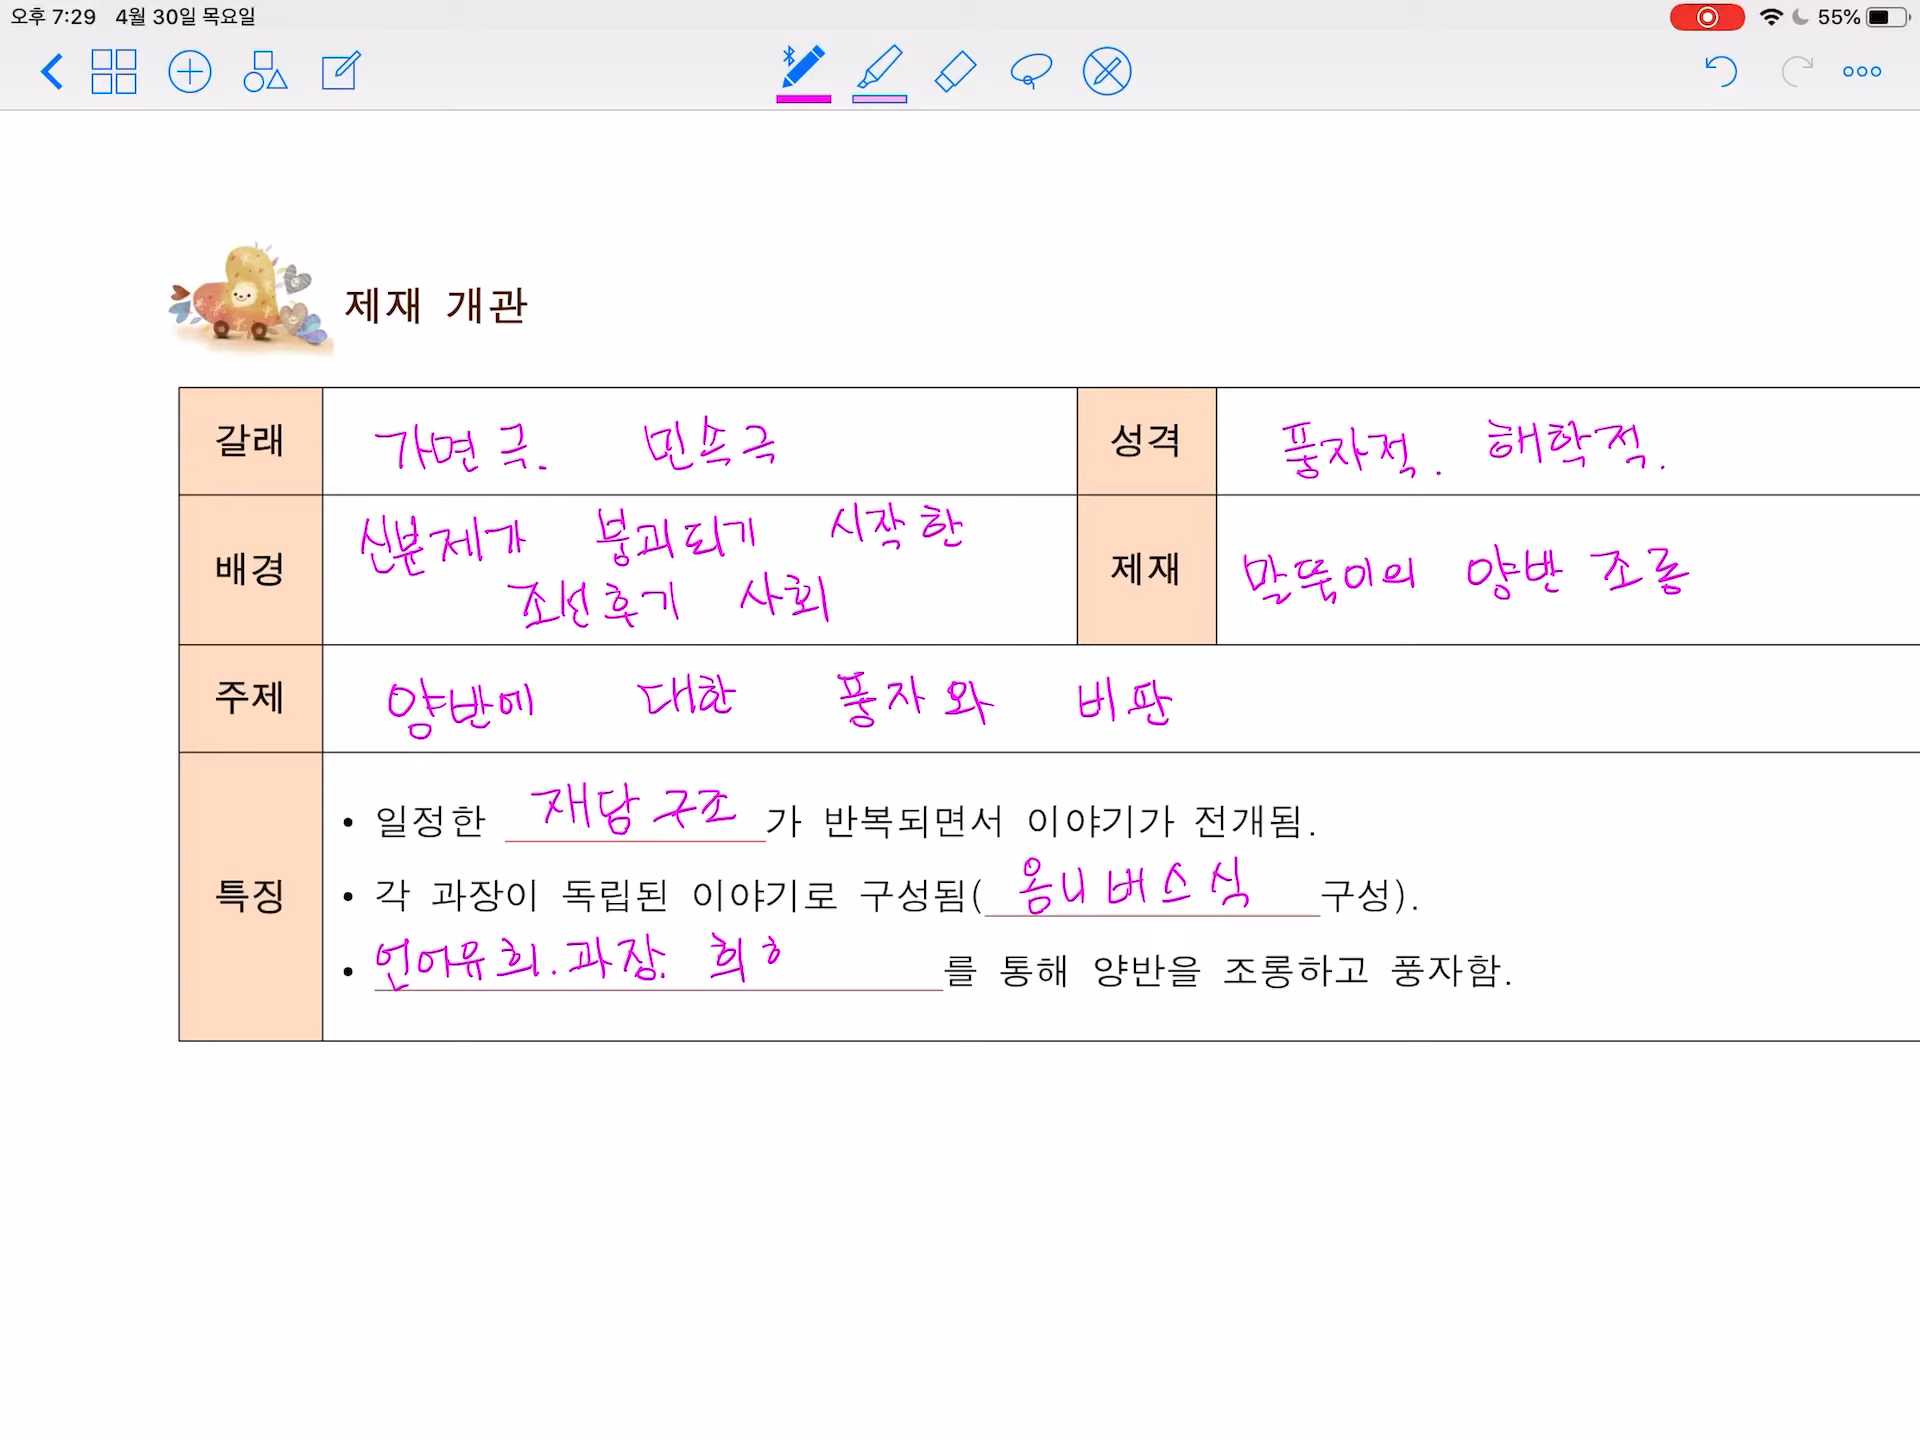 오후 7:29 4월 30일 목요일 55%
제재 개관
갈래 가면극. 민속극 성격 풍자적. 해학적.
배경 신분제가 붕괴되기 시작한
조선후기 사회 제재 말뚝이의 양반 조롱
주제 양반에 대한 풍자와 비판
특징
• 일정한 재담구조가 반복되면서 이야기가 전개됨.
• 각 과장이 독립된 이야기로 구성됨(옴니버스식 구성).
• 언어유희.과장. 희ㅎ를 통해 양반을 조롱하고 풍자함.